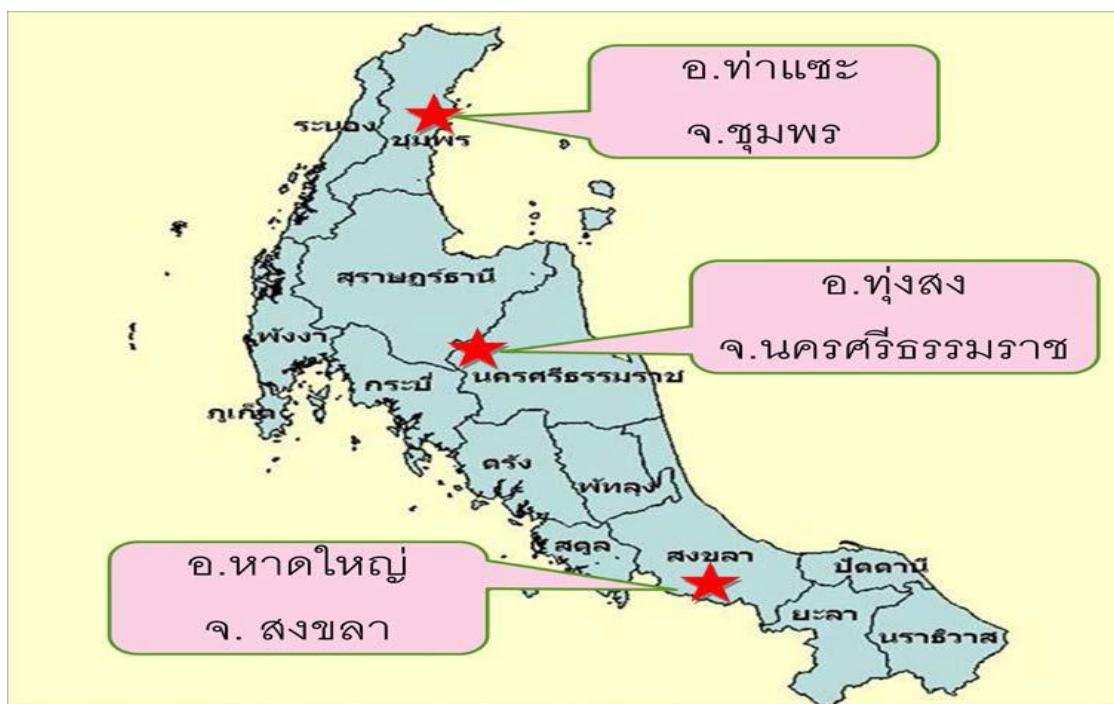 อ.ท่าแซะ
จ.ชุมพร
ระนอง
ชุมพร
สุราษฎร์ธานี
อ.ทุ่งสง
จ.นครศรีธรรมราช
พังงา
นครศรีธรรมราช
กระบี่
ภูเก็ต
ตรัง
พัทลุง
อ.หาดใหญ่
จ. สงขลา
สตูล
สงขลา
ปัตตานี
ยะลา
นราธิวาส